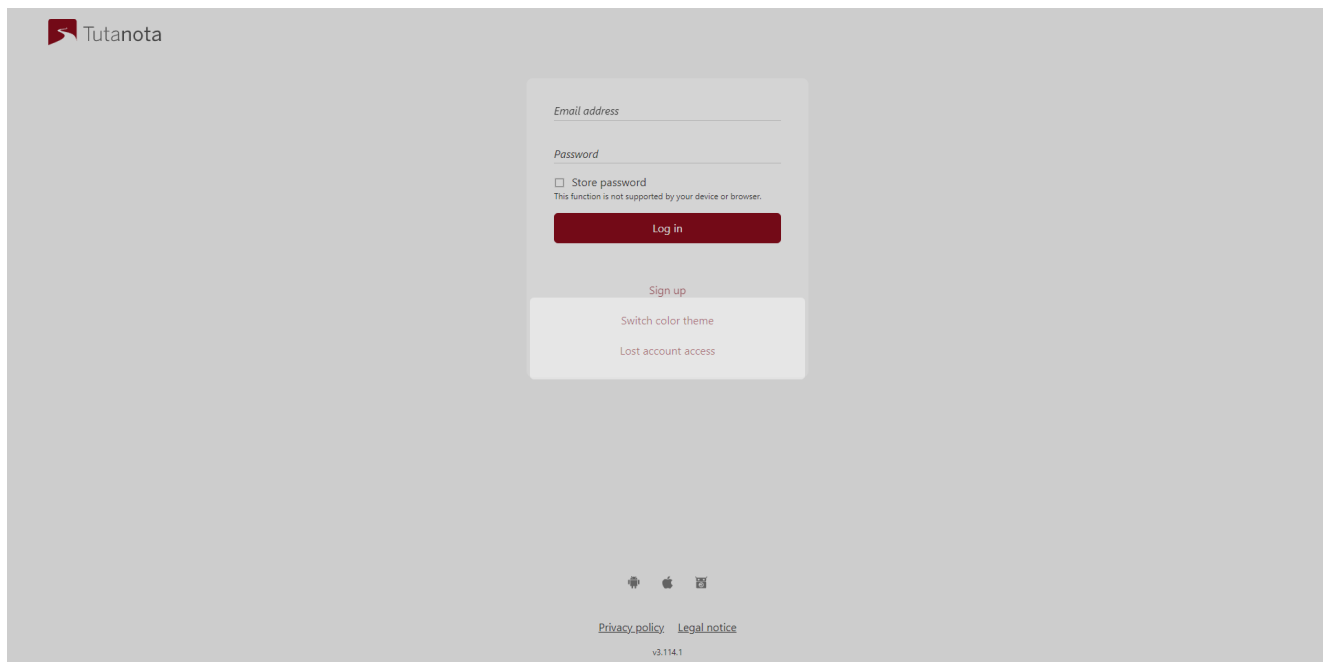 Tutanota
Email address
Password
Store password
This function is not supported by your device or browser.
Log in
Sign up
Switch color theme
Lost account access
Privacy policy Legal notice
v3.114.1